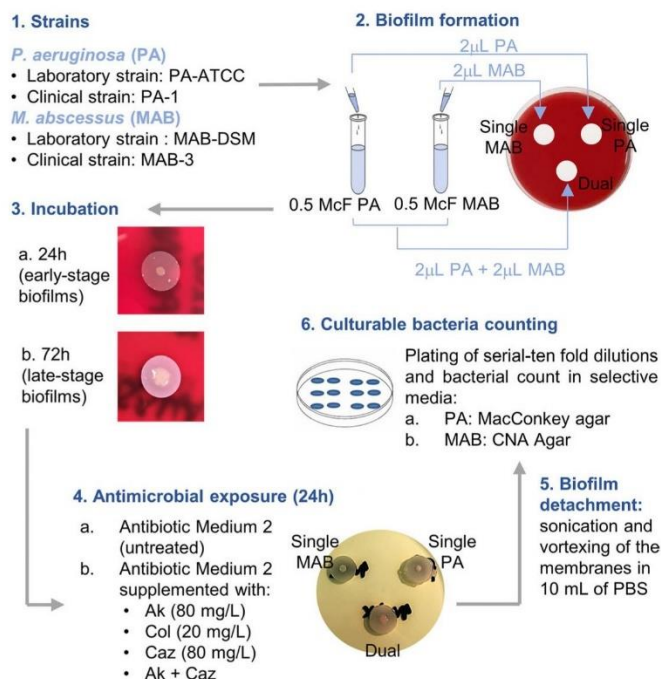 1. Strains
P. aeruginosa (PA)
• Laboratory strain: PA-ATCC
• Clinical strain: PA-1
M. abscessus (MAB)
• Laboratory strain : MAB-DSM
• Clinical strain: MAB-3
2. Biofilm formation
2µL PA
2µL MAB
Single
MAB
Single
PA
Dual
0.5 McF PA
0.5 McF MAB
2µL PA + 2µL MAB
3. Incubation
a. 24h
(early-stage
biofilms)
b. 72h
(late-stage
biofilms)
4. Antimicrobial exposure (24h)
a. Antibiotic Medium 2
(untreated)
b. Antibiotic Medium 2
supplemented with:
• Ak (80 mg/L)
• Col (20 mg/L)
• Caz (80 mg/L)
• Ak + Caz
Single
MAB
Single
PA
Dual
5. Biofilm
detachment:
sonication and
vortexing of the
membranes in
10 mL of PBS
6. Culturable bacteria counting
Plating of serial-ten fold dilutions
and bacterial count in selective
media:
a. PA: MacConkey agar
b. MAB: CNA Agar